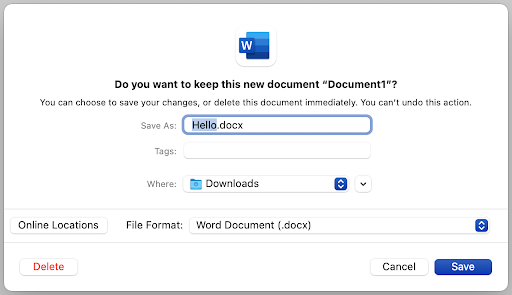 W
Do you want to keep this new document “Document1”?
You can choose to save your changes, or delete this document immediately. You can’t undo this action.
Save As: Hello.docx
Tags:
Where: Downloads
Online Locations File Format: Word Document (.docx)
Delete Cancel Save